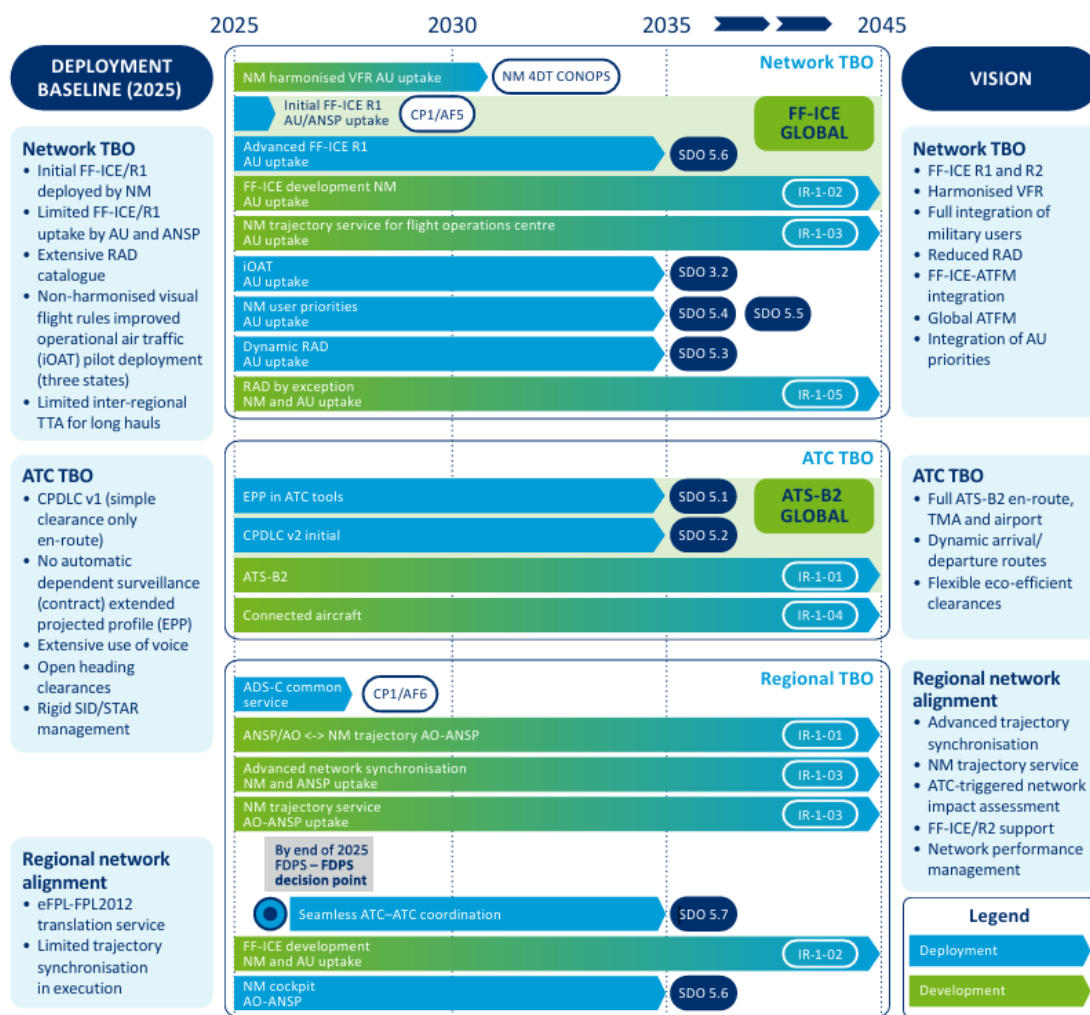 2025
2030
2035
2045
DEPLOYMENT
BASELINE (2025)
Network TBO
• Initial FF-ICE/R1
deployed by NM
• Limited FF-ICE/R1
uptake by AU and ANSP
• Extensive RAD
catalogue
• Non-harmonised visual
flight rules improved
operational air traffic
(iOAT) pilot deployment
(three states)
• Limited inter-regional
TTA for long hauls
ATC TBO
• CPDLC v1 (simple
clearance only
en-route)
• No automatic
dependent surveillance
(contract) extended
projected profile (EPP)
• Extensive use of voice
• Open heading
clearances
• Rigid SID/STAR
management
Regional network
alignment
• eFPL-FPL2012
translation service
• Limited trajectory
synchronisation
in execution
Network TBO
NM harmonised VFR AU uptake
NM 4DT CONOPS
Initial FF-ICE R1
AU/ANSP uptake
CP1/AF5
FF-ICE
GLOBAL
Advanced FF-ICE R1
AU uptake
SDO 5.6
FF-ICE development NM
AU uptake
IR-1-02
NM trajectory service for flight operations centre
AU uptake
IR-1-03
iOAT
AU uptake
SDO 3.2
NM user priorities
AU uptake
SDO 5.4
SDO 5.5
Dynamic RAD
AU uptake
SDO 5.3
RAD by exception
NM and AU uptake
IR-1-05
ATC TBO
EPP in ATC tools
SDO 5.1
ATS-B2
GLOBAL
CPDLC v2 initial
SDO 5.2
ATS-B2
IR-1-01
Connected aircraft
IR-1-04
Regional TBO
ADS-C common
service
CP1/AF6
ANSP/AO <-> NM trajectory AO-ANSP
IR-1-01
Advanced network synchronisation
NM and ANSP uptake
IR-1-03
NM trajectory service
AO-ANSP uptake
IR-1-03
By end of 2025
FDPS – FDPS
decision point
Seamless ATC–ATC coordination
SDO 5.7
FF-ICE development
NM and AU uptake
IR-1-02
NM cockpit
AO-ANSP
SDO 5.6
VISION
Network TBO
• FF-ICE R1 and R2
• Harmonised VFR
• Full integration of
military users
• Reduced RAD
• FF-ICE-ATFM
integration
• Global ATFM
• Integration of AU
priorities
ATC TBO
• Full ATS-B2 en-route,
TMA and airport
• Dynamic arrival/
departure routes
• Flexible eco-efficient
clearances
Regional network
alignment
• Advanced trajectory
synchronisation
• NM trajectory service
• ATC-triggered network
impact assessment
• FF-ICE/R2 support
• Network performance
management
Legend
Deployment
Development